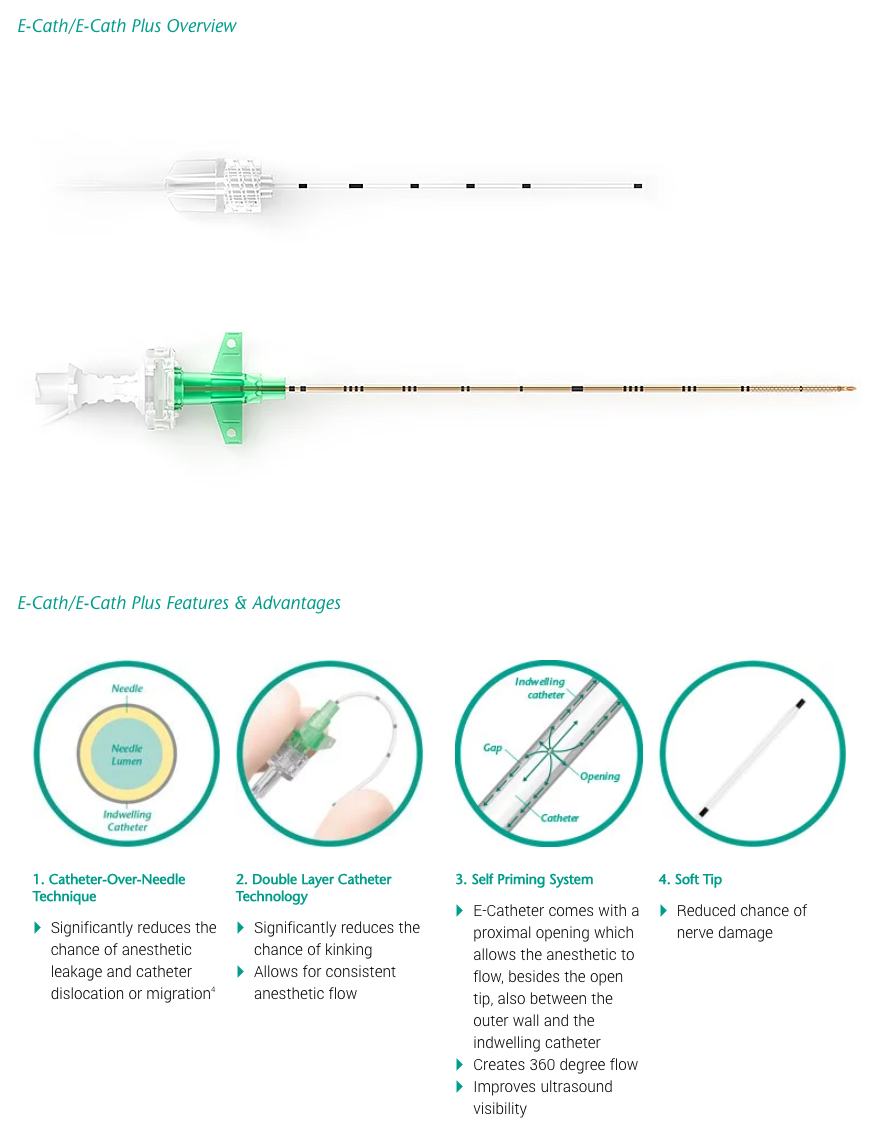 E-Cath/E-Cath Plus Overview
E-Cath/E-Cath Plus Features & Advantages
Needle
Needle
Lumen
Indwelling
Catheter
Indwelling
catheter
Gap
Opening
Catheter
1. Catheter-Over-Needle
Technique
Significantly reduces the
chance of anesthetic
leakage and catheter
dislocation or migration4
2. Double Layer Catheter
Technology
Significantly reduces the
chance of kinking
Allows for consistent
anesthetic flow
3. Self Priming System
E-Catheter comes with a
proximal opening which
allows the anesthetic to
flow, besides the open
tip, also between the
outer wall and the
indwelling catheter
Creates 360 degree flow
Improves ultrasound
visibility
4. Soft Tip
Reduced chance of
nerve damage